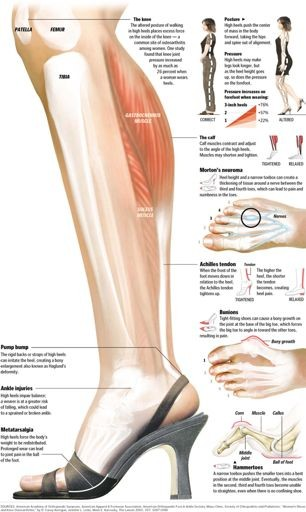 PATELLA
FEMUR
TIBIA
The knee
The altered posture of walking
in high heels places excess force
on the inside of the knee — a
common site of osteoarthritis
among women. One study
found that knee joint
pressure increased
by as much as
26 percent when
a woman wears
heels.
GASTROCNEMIUS
MUSCLE
SOLEUS
MUSCLE
Posture
High heels push the center
of mass in the body
forward, taking the hips
and spine out of alignment.
Pressure
High heels may make
legs look longer, but
as the heel height goes
up, so does the pressure
on the forefoot.
Pressure increases on
forefoot when wearing:
3-inch heels +76%
2 +57%
1 +22%
CORRECT
ALTERED
The calf
Calf muscles contract and adjust
to the angle of the high heels.
Muscles may shorten and tighten.
TIGHTENED
RELAXED
Morton's neuroma
Heel height and a narrow toebox can create a
thickening of tissue around a nerve between the
third and fourth toes, which can lead to pain and
numbness in the toes.
Nerves
3
4
Achilles tendon
When the front of the
foot moves down in
relation to the heel,
the Achilles tendon
tightens up.
Tendon
The higher the
heel, the shorter
the tendon
becomes, creating
heel pain.
TIGHTENED
RELAXED
Bunions
Tight-fitting shoes can cause a bony growth on
the joint at the base of the big toe, which forces
the big toe to angle in toward the other toes,
resulting in pain.
Bony growth
Pump bump
The rigid backs or straps of high heels
can irritate the heel, creating a bony
enlargement also known as Haglund's
deformity.
Ankle injuries
High heels impair balance;
a wearer is at a greater risk
of falling, which could lead
to a sprained or broken ankle.
Metatarsalgia
High heels force the body's
weight to be redistributed.
Prolonged wear can lead
to joint pain in the ball
of the foot.
Corn
Muscle
Callus
Middle
joint
Ball of foot
Hammertoes
A narrow toebox pushes the smaller toes into a bent
position at the middle joint. Eventually, the muscles
in the second, third and fourth toes become unable
to straighten, even when there is no confining shoe.